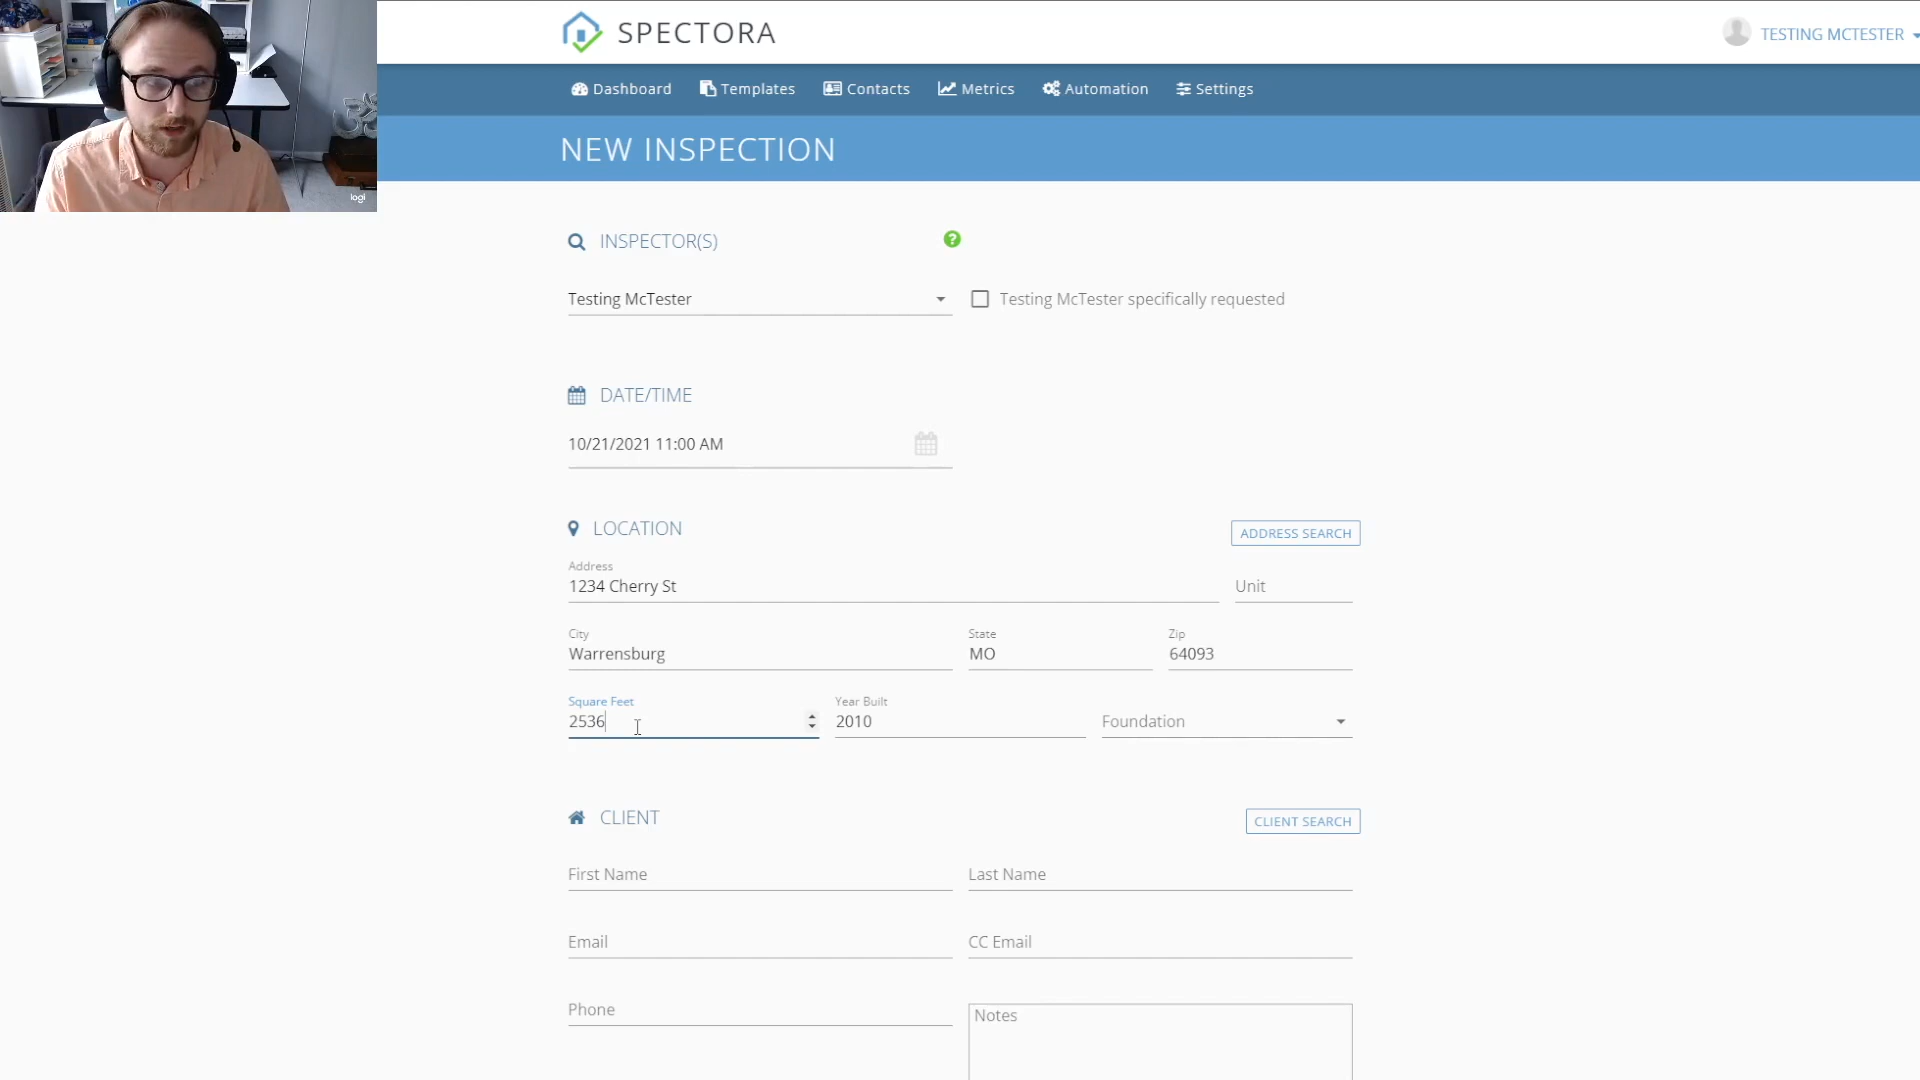 SPECTORA
TESTING MCTESTER
Dashboard Templates Contacts Metrics Automation Settings
NEW INSPECTION
logi
INSPECTOR(S)
?
Testing McTester
Testing McTester specifically requested
DATE/TIME
10/21/2021 11:00 AM
LOCATION
ADDRESS SEARCH
Address
1234 Cherry St
Unit
City State Zip
Warrensburg MO 64093
Square Feet Year Built
2536 2010 Foundation
CLIENT
CLIENT SEARCH
First Name Last Name
Email CC Email
Phone Notes